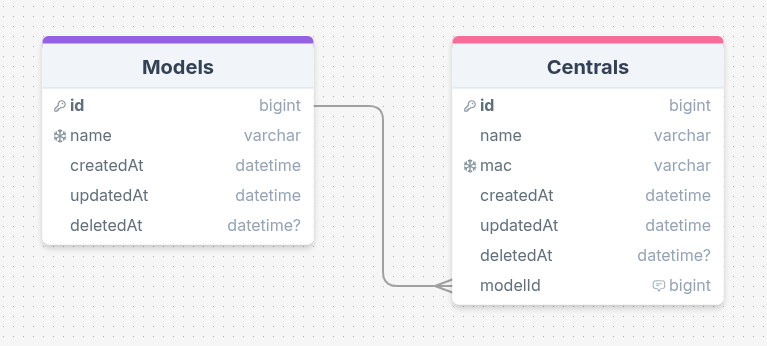 Models
id bigint
name varchar
createdAt datetime
updatedAt datetime
deletedAt datetime?
Centrals
id bigint
name varchar
mac varchar
createdAt datetime
updatedAt datetime
deletedAt datetime?
modelId bigint